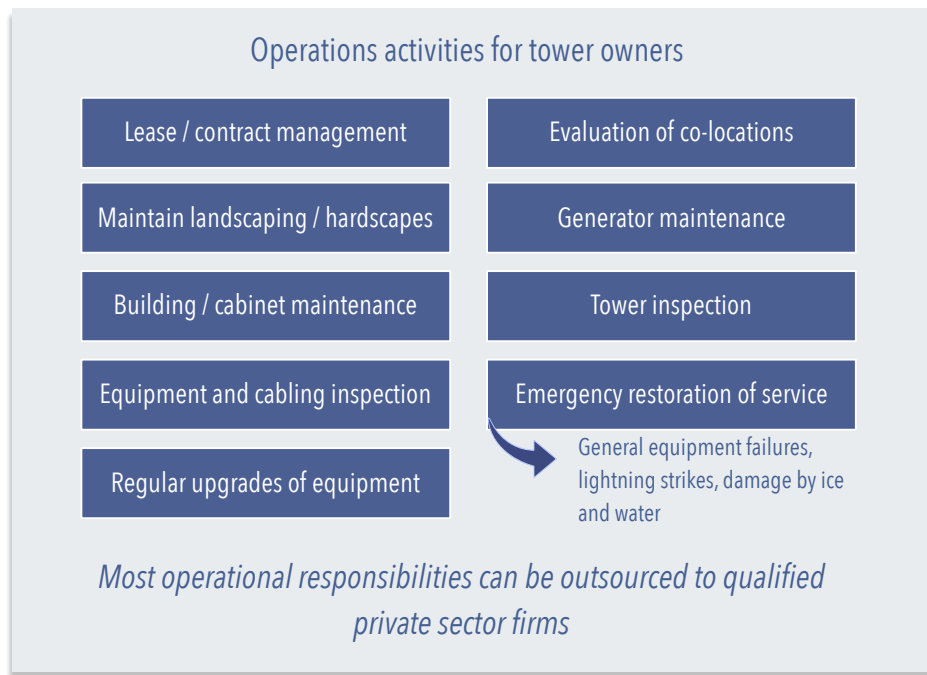 Operations activities for tower owners
Lease / contract management
Evaluation of co-locations
Maintain landscaping / hardscapes
Generator maintenance
Building / cabinet maintenance
Tower inspection
Equipment and cabling inspection
Emergency restoration of service
General equipment failures,
lightning strikes, damage by ice
and water
Regular upgrades of equipment
Most operational responsibilities can be outsourced to qualified
private sector firms